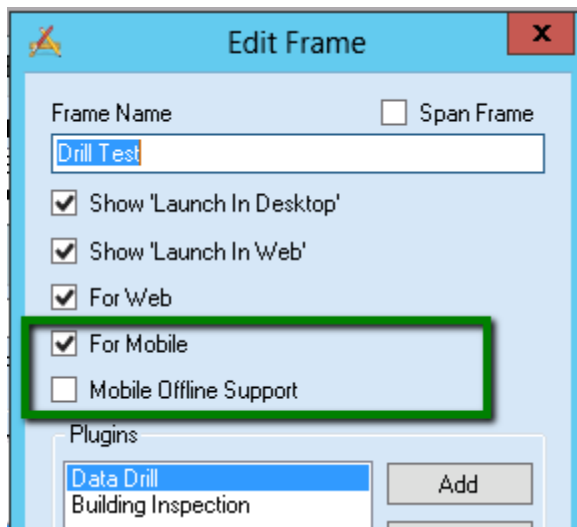 Edit Frame
x
Frame Name
Span Frame
Drill Test
Show 'Launch In Desktop'
Show 'Launch In Web'
For Web
For Mobile
Mobile Offline Support
Plugins
Data Drill
Add
Building Inspection